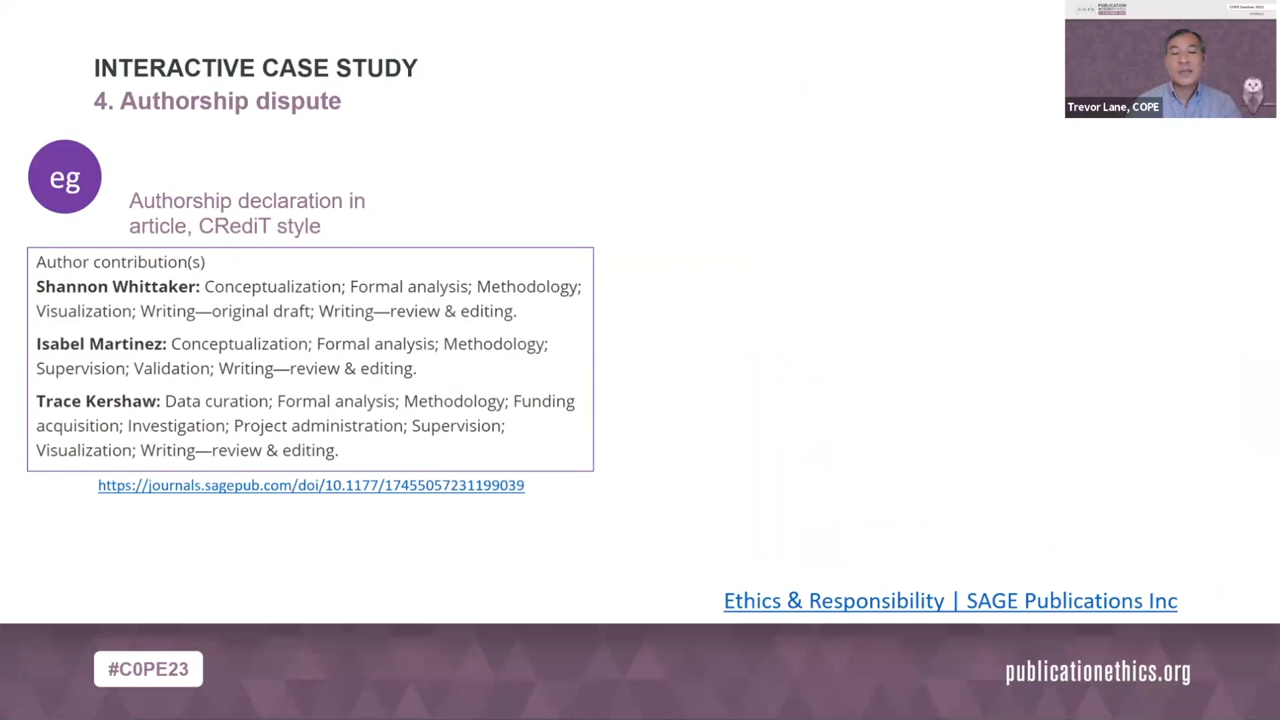 INTERACTIVE CASE STUDY
4. Authorship dispute
eg
Authorship declaration in
article, CRediT style
Author contribution(s)
Shannon Whittaker: Conceptualization; Formal analysis; Methodology;
Visualization; Writing—original draft; Writing—review & editing.
Isabel Martinez: Conceptualization; Formal analysis; Methodology;
Supervision; Validation; Writing—review & editing.
Trace Kershaw: Data curation; Formal analysis; Methodology; Funding
acquisition; Investigation; Project administration; Supervision;
Visualization; Writing—review & editing.
https://journals.sagepub.com/doi/10.1177/17455057231199039
Ethics & Responsibility | SAGE Publications Inc
#C0PE23
publicationethics.org
PUBLICATION
Trevor Lane, COPE